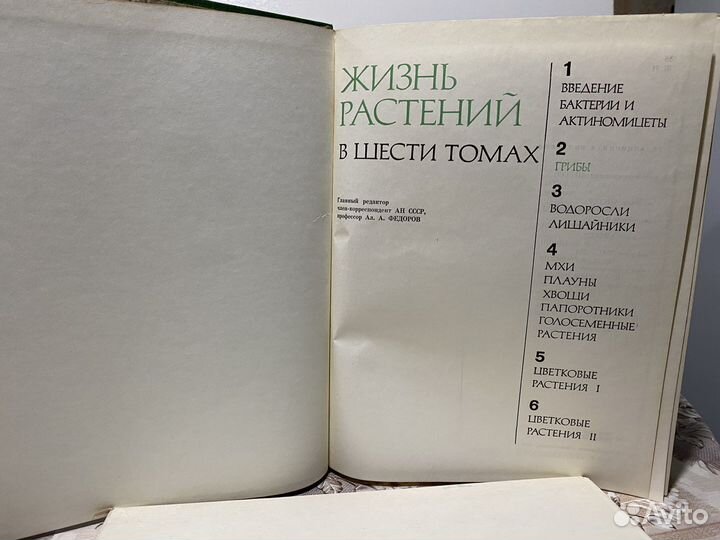 ЖИЗНЬ
РАСТЕНИЙ
В ШЕСТИ ТОМАХ
Главный редактор
член-корреспондент АН СССР,
профессор Ал. А. ФЕДОРОВ
1
ВВЕДЕНИЕ
БАКТЕРИИ И
АКТИНОМИЦЕТЫ
2
ГРИБЫ
3
ВОДОРОСЛИ
ЛИШАЙНИКИ
4
МХИ
ПЛАУНЫ
ХВОЩИ
ПАПОРОТНИКИ
ГОЛОСЕМЕННЫЕ
РАСТЕНИЯ
5
ЦВЕТКОВЫЕ
РАСТЕНИЯ I
6
ЦВЕТКОВЫЕ
РАСТЕНИЯ II
Avito